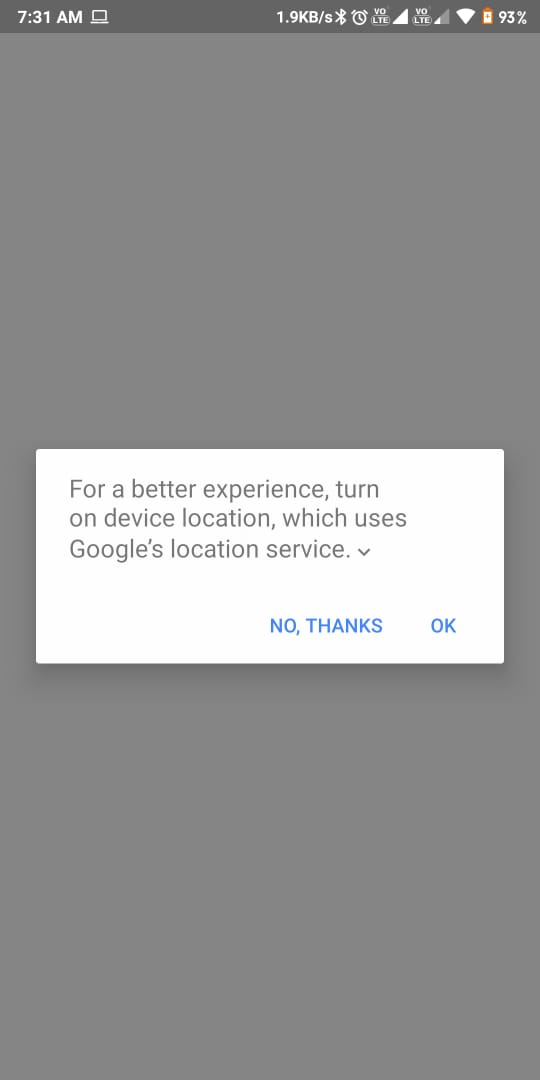 7:31 AM 1.9KB/s VO LTE VO LTE 93%
For a better experience, turn
on device location, which uses
Google’s location service.
NO, THANKS OK